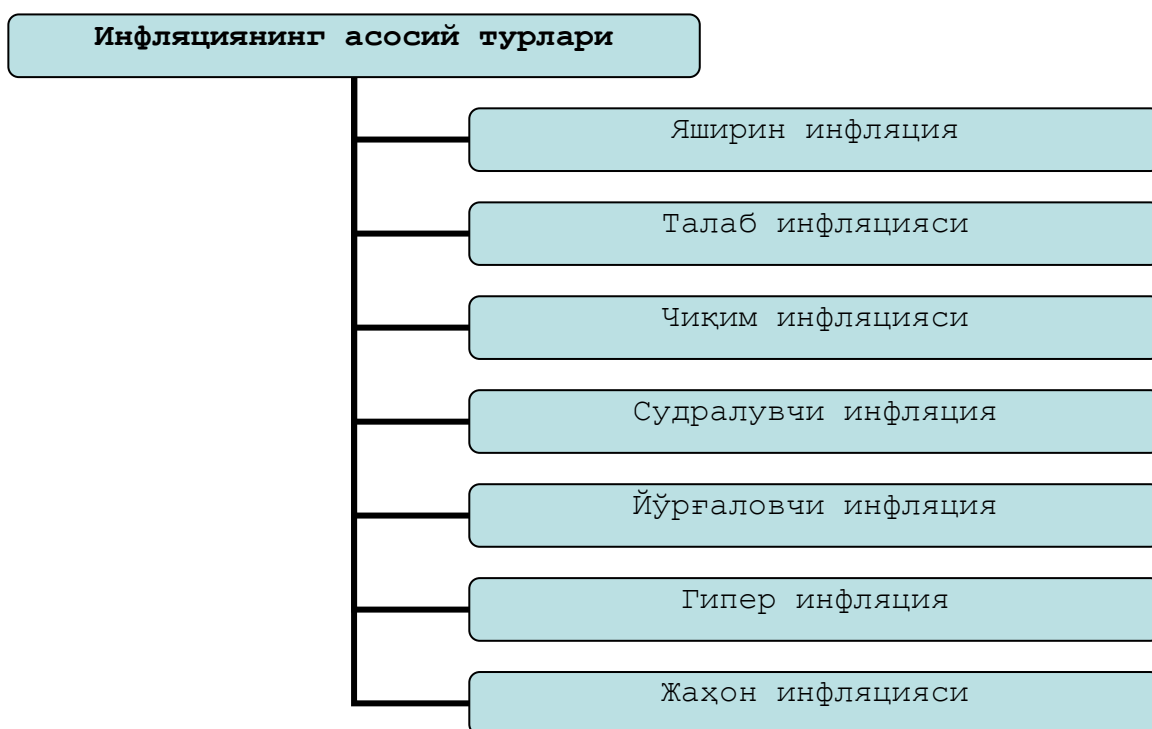 Инфляциянинг асосий турлари
Яширин инфляция
Талаб инфляцияси
Чиқим инфляцияси
Судралувчи инфляция
Йўрғаловчи инфляция
Гипер инфляция
Жаҳон инфляцияси